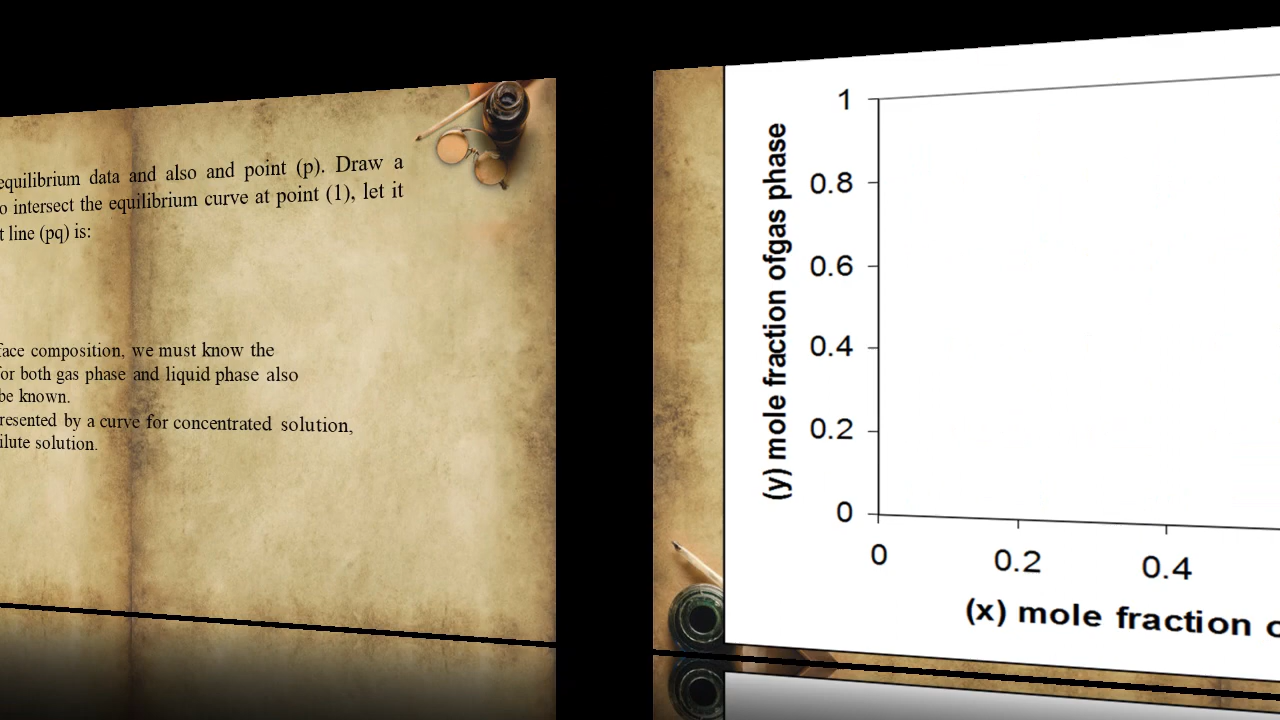 equilibrium data and also and point (p). Draw a
o intersect the equilibrium curve at point (1), let it
t line (pq) is:
face composition, we must know the
for both gas phase and liquid phase also
be known.
resented by a curve for concentrated solution,
ilute solution.
(y) mole fraction ofgas phase
1
0.8
0.6
0.4
0.2
0
0 0.2 0.4
(x) mole fraction o